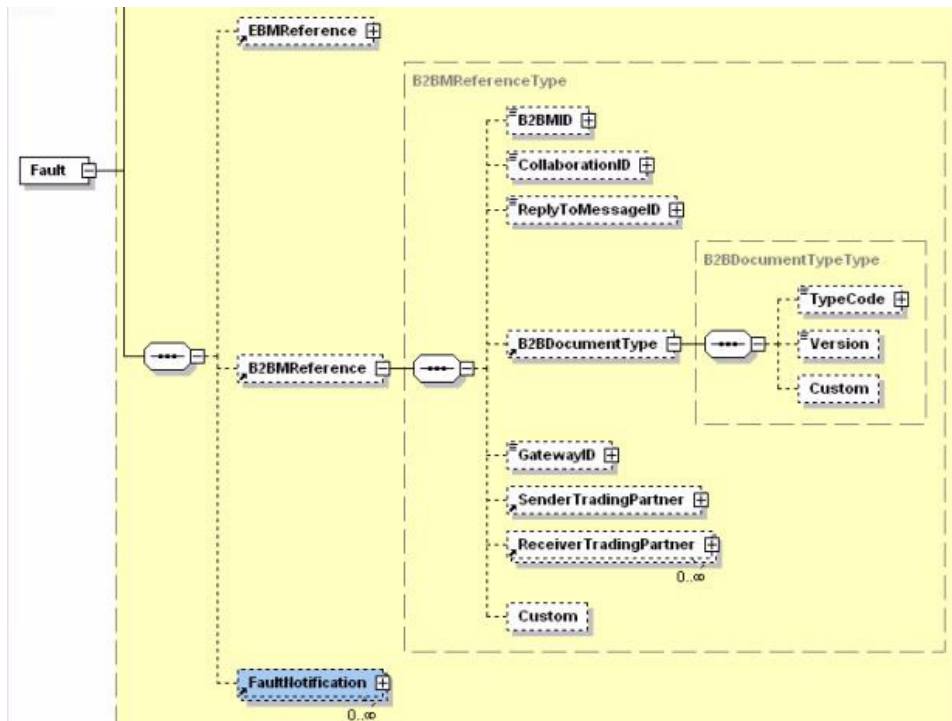 EBMReference
B2BMReferenceType
B2BMID
CollaborationID
Fault
ReplyToMessageID
B2BDocumentTypeType
TypeCode
B2BDocumentType
Version
B2BMReference
Custom
GatewayID
SenderTradingPartner
ReceiverTradingPartner
0..∞
Custom
FaultNotification
0..∞